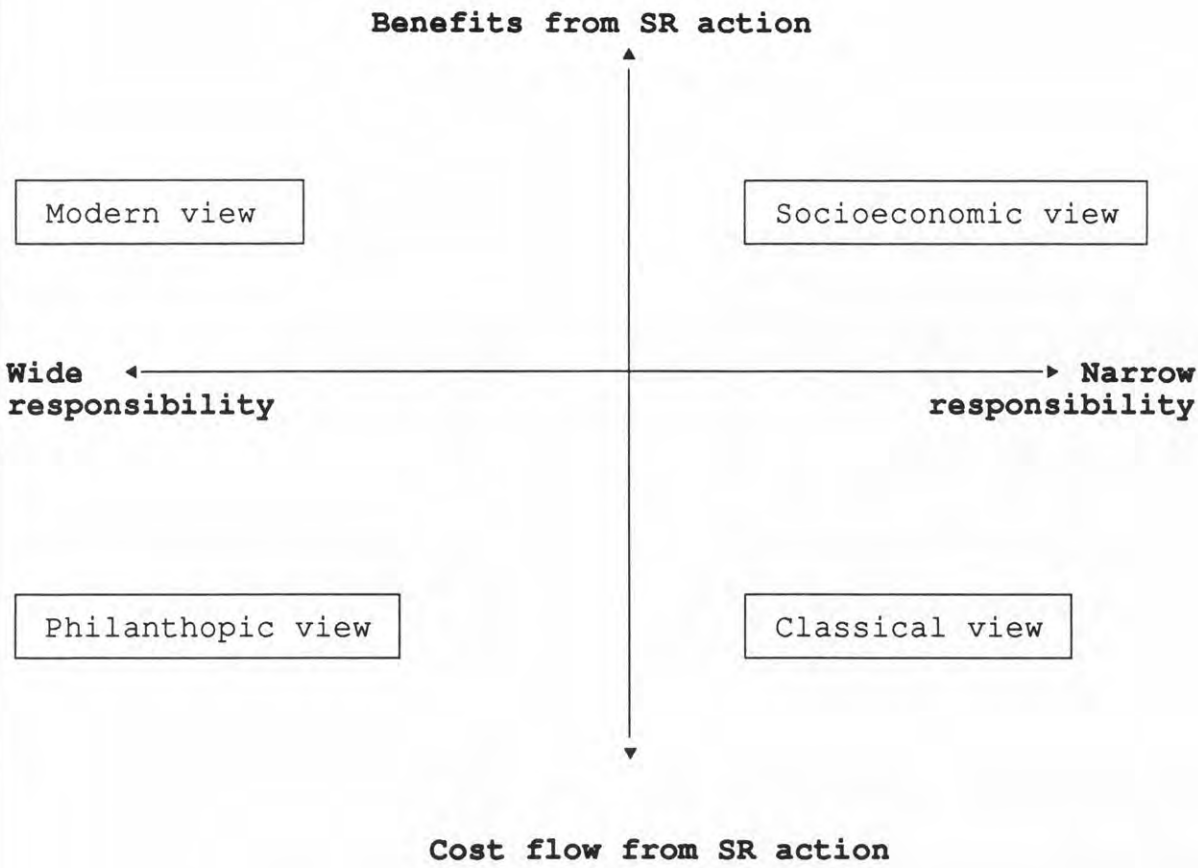 Benefits from SR action
Modern view
Socioeconomic view
Wide
responsibility
Narrow
responsibility
Philanthopic view
Classical view
Cost flow from SR action